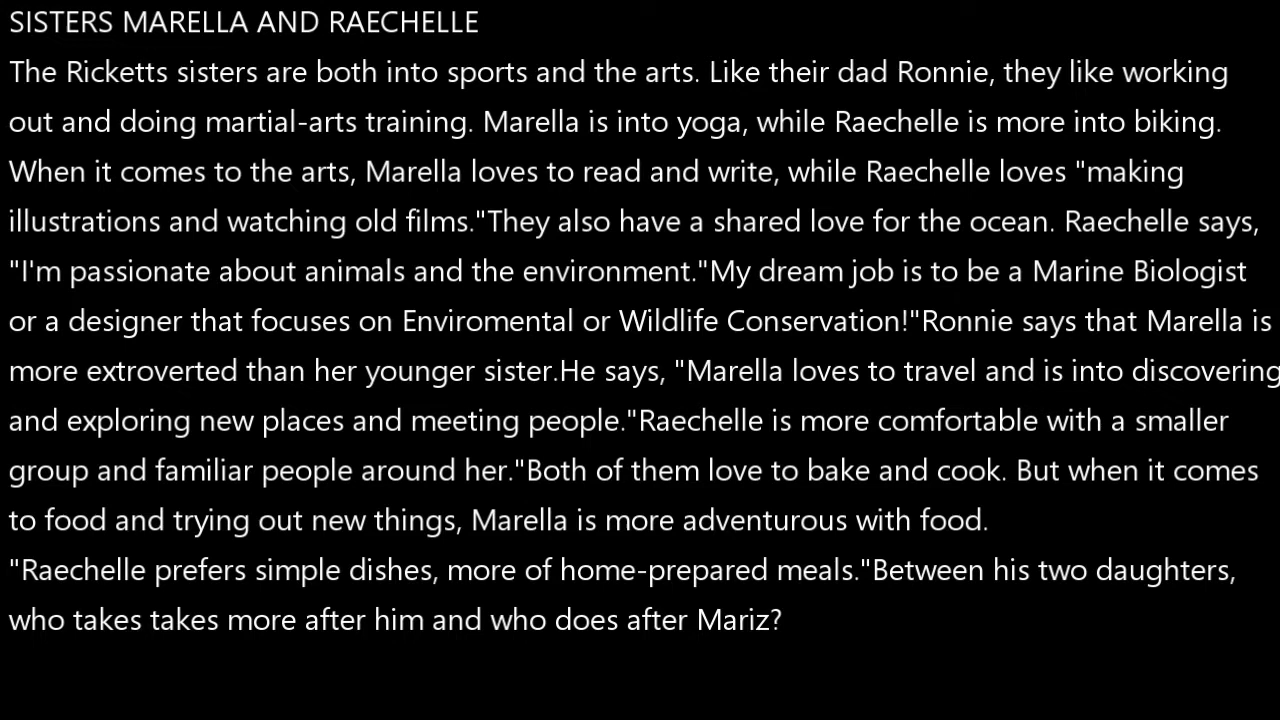 SISTERS MARELLA AND RAECHELLE
The Ricketts sisters are both into sports and the arts. Like their dad Ronnie, they like working
out and doing martial-arts training. Marella is into yoga, while Raechelle is more into biking.
When it comes to the arts, Marella loves to read and write, while Raechelle loves "making
illustrations and watching old films."They also have a shared love for the ocean. Raechelle says,
"I'm passionate about animals and the environment."My dream job is to be a Marine Biologist
or a designer that focuses on Enviromental or Wildlife Conservation!"Ronnie says that Marella is
more extroverted than her younger sister.He says, "Marella loves to travel and is into discovering
and exploring new places and meeting people."Raechelle is more comfortable with a smaller
group and familiar people around her."Both of them love to bake and cook. But when it comes
to food and trying out new things, Marella is more adventurous with food.
"Raechelle prefers simple dishes, more of home-prepared meals."Between his two daughters,
who takes takes more after him and who does after Mariz?